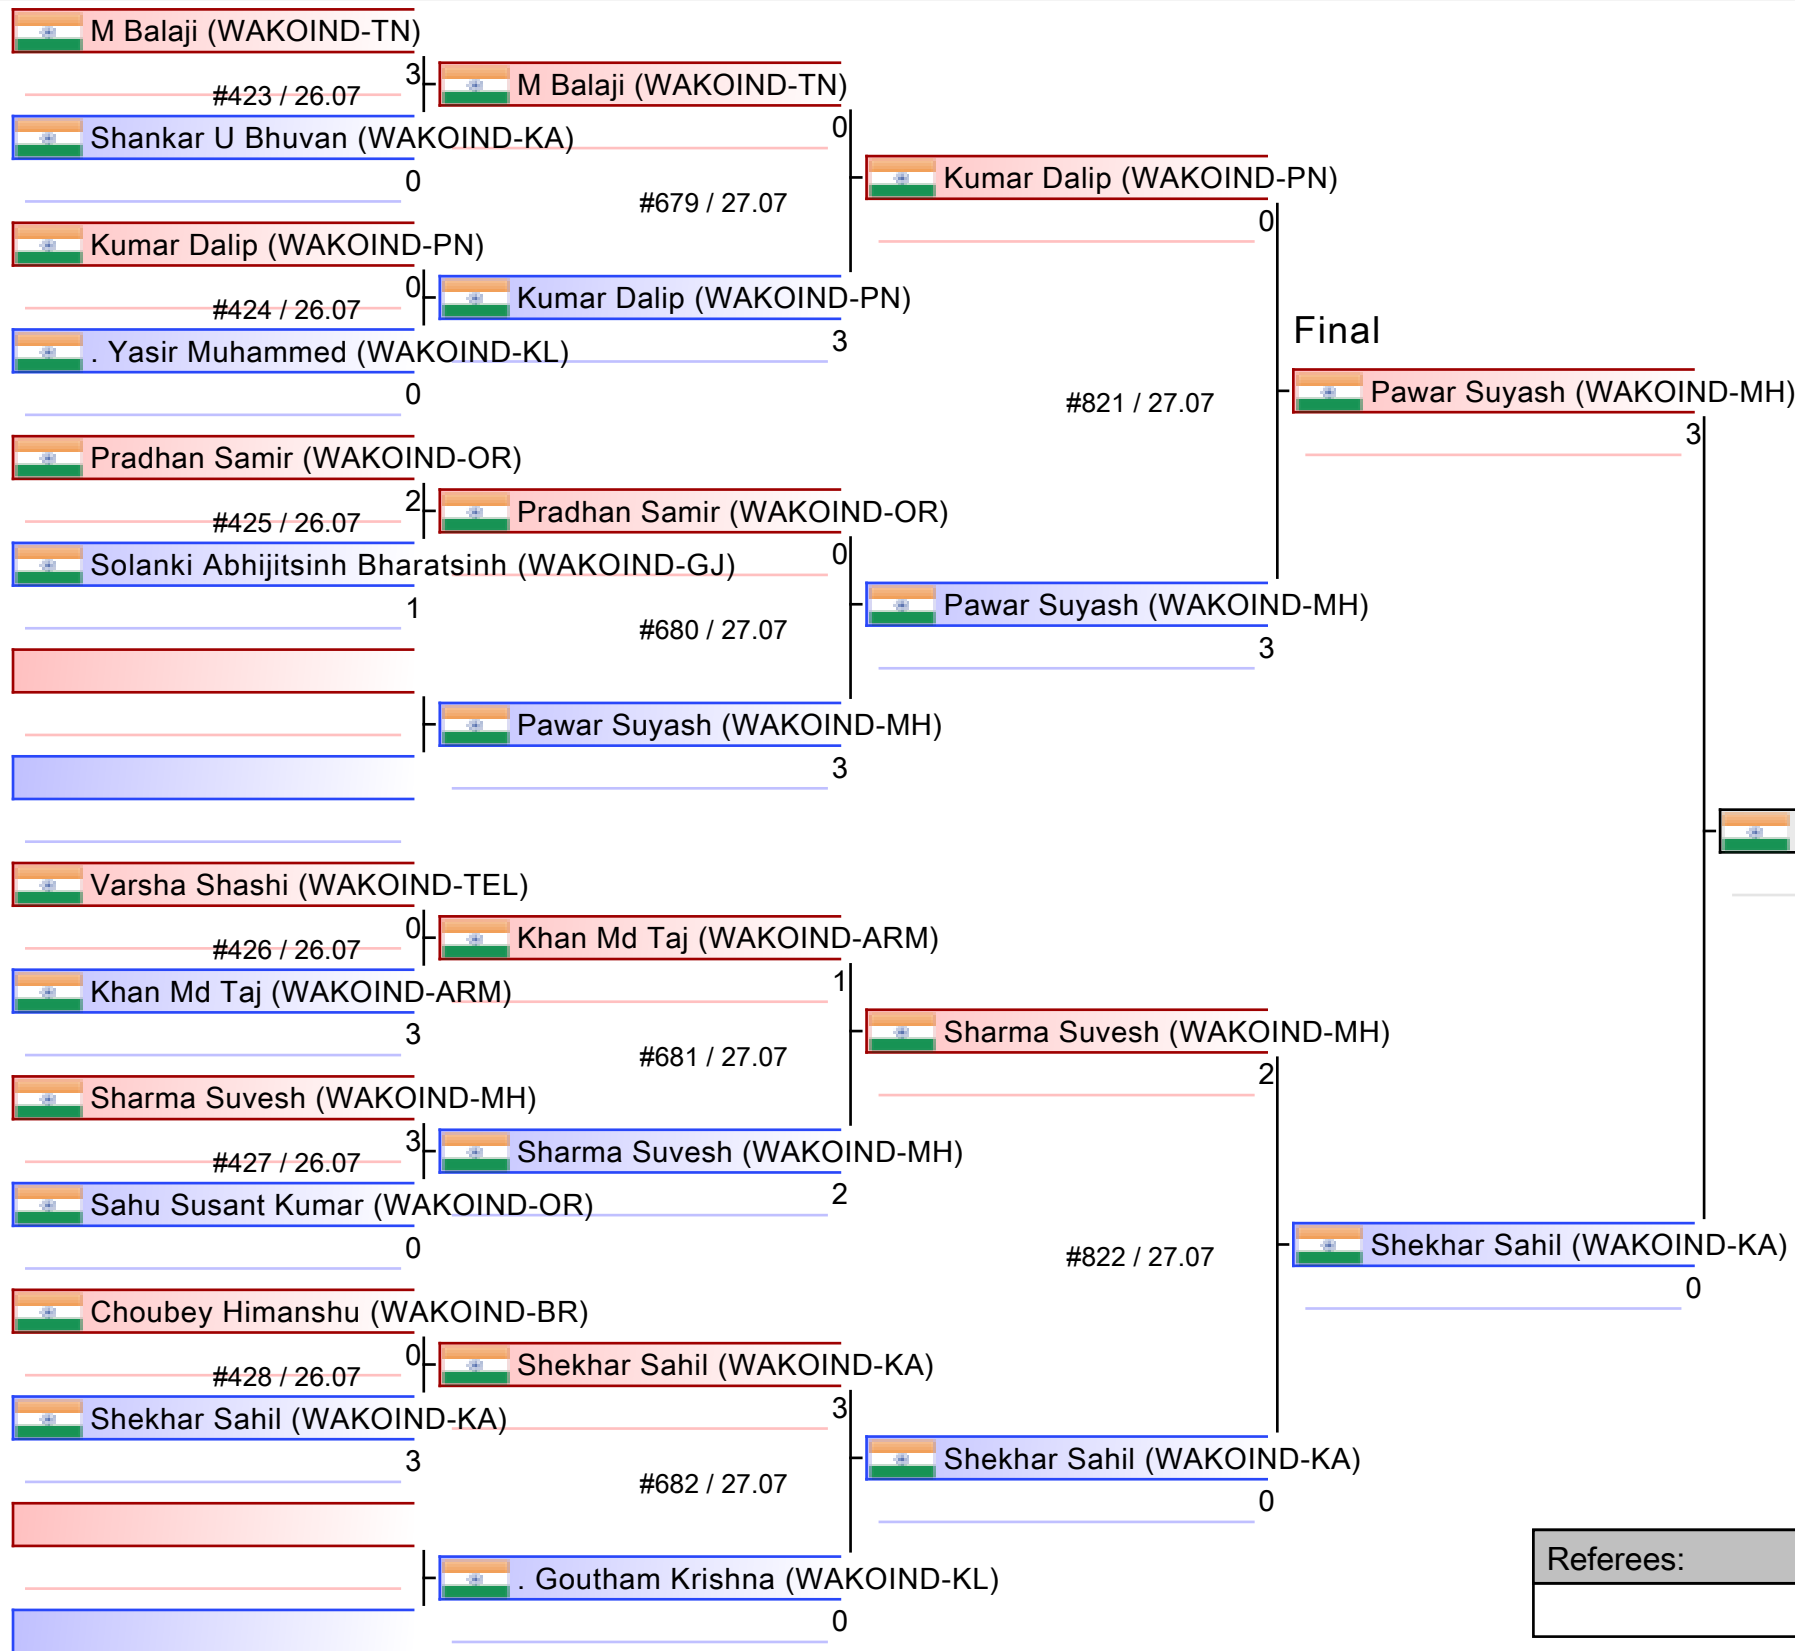 M Balaji (WAKOIND-TN)
3
#423 / 26.07
Shankar U Bhuvan (WAKOIND-KA)
0
Kumar Dalip (WAKOIND-PN)
0
#424 / 26.07
. Yasir Muhammed (WAKOIND-KL)
0
Pradhan Samir (WAKOIND-OR)
2
#425 / 26.07
Solanki Abhijitsinh Bharatsinh (WAKOIND-GJ)
1
Varsha Shashi (WAKOIND-TEL)
0
#426 / 26.07
Khan Md Taj (WAKOIND-ARM)
3
Sharma Suvesh (WAKOIND-MH)
3
#427 / 26.07
Sahu Susant Kumar (WAKOIND-OR)
0
Choubey Himanshu (WAKOIND-BR)
0
#428 / 26.07
Shekhar Sahil (WAKOIND-KA)
3
M Balaji (WAKOIND-TN)
0
#679 / 27.07
Kumar Dalip (WAKOIND-PN)
3
Pradhan Samir (WAKOIND-OR)
0
#680 / 27.07
Pawar Suyash (WAKOIND-MH)
3
Khan Md Taj (WAKOIND-ARM)
1
#681 / 27.07
Sharma Suvesh (WAKOIND-MH)
2
Shekhar Sahil (WAKOIND-KA)
3
#682 / 27.07
. Goutham Krishna (WAKOIND-KL)
0
Kumar Dalip (WAKOIND-PN)
0
#821 / 27.07
Pawar Suyash (WAKOIND-MH)
3
Sharma Suvesh (WAKOIND-MH)
2
#822 / 27.07
Shekhar Sahil (WAKOIND-KA)
0
Final
Pawar Suyash (WAKOIND-MH)
3
Shekhar Sahil (WAKOIND-KA)
0
Referees: